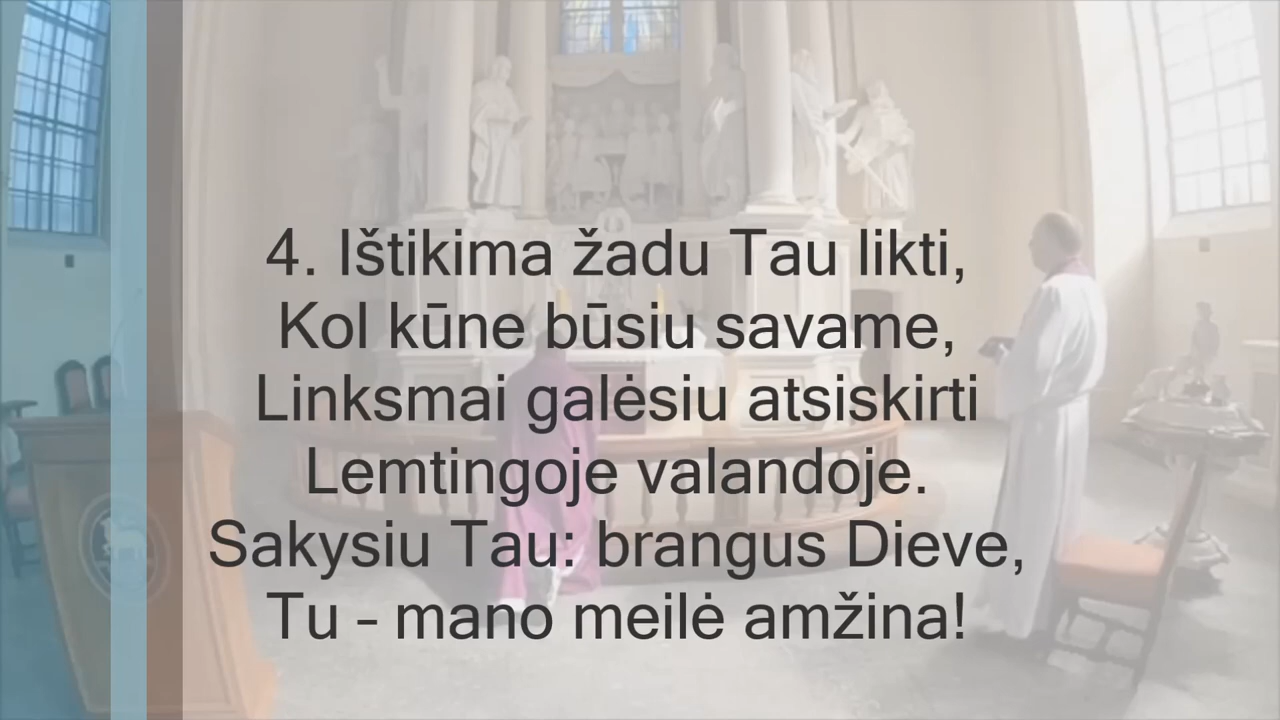 4. Ištikima žadu Tau likti,
Kol kūne būsiu savame,
Linksmai galėsiu atsiskirti
Lemtingoje valandoje.
Sakysiu Tau: brangus Dieve,
Tu – mano meilė amžina!